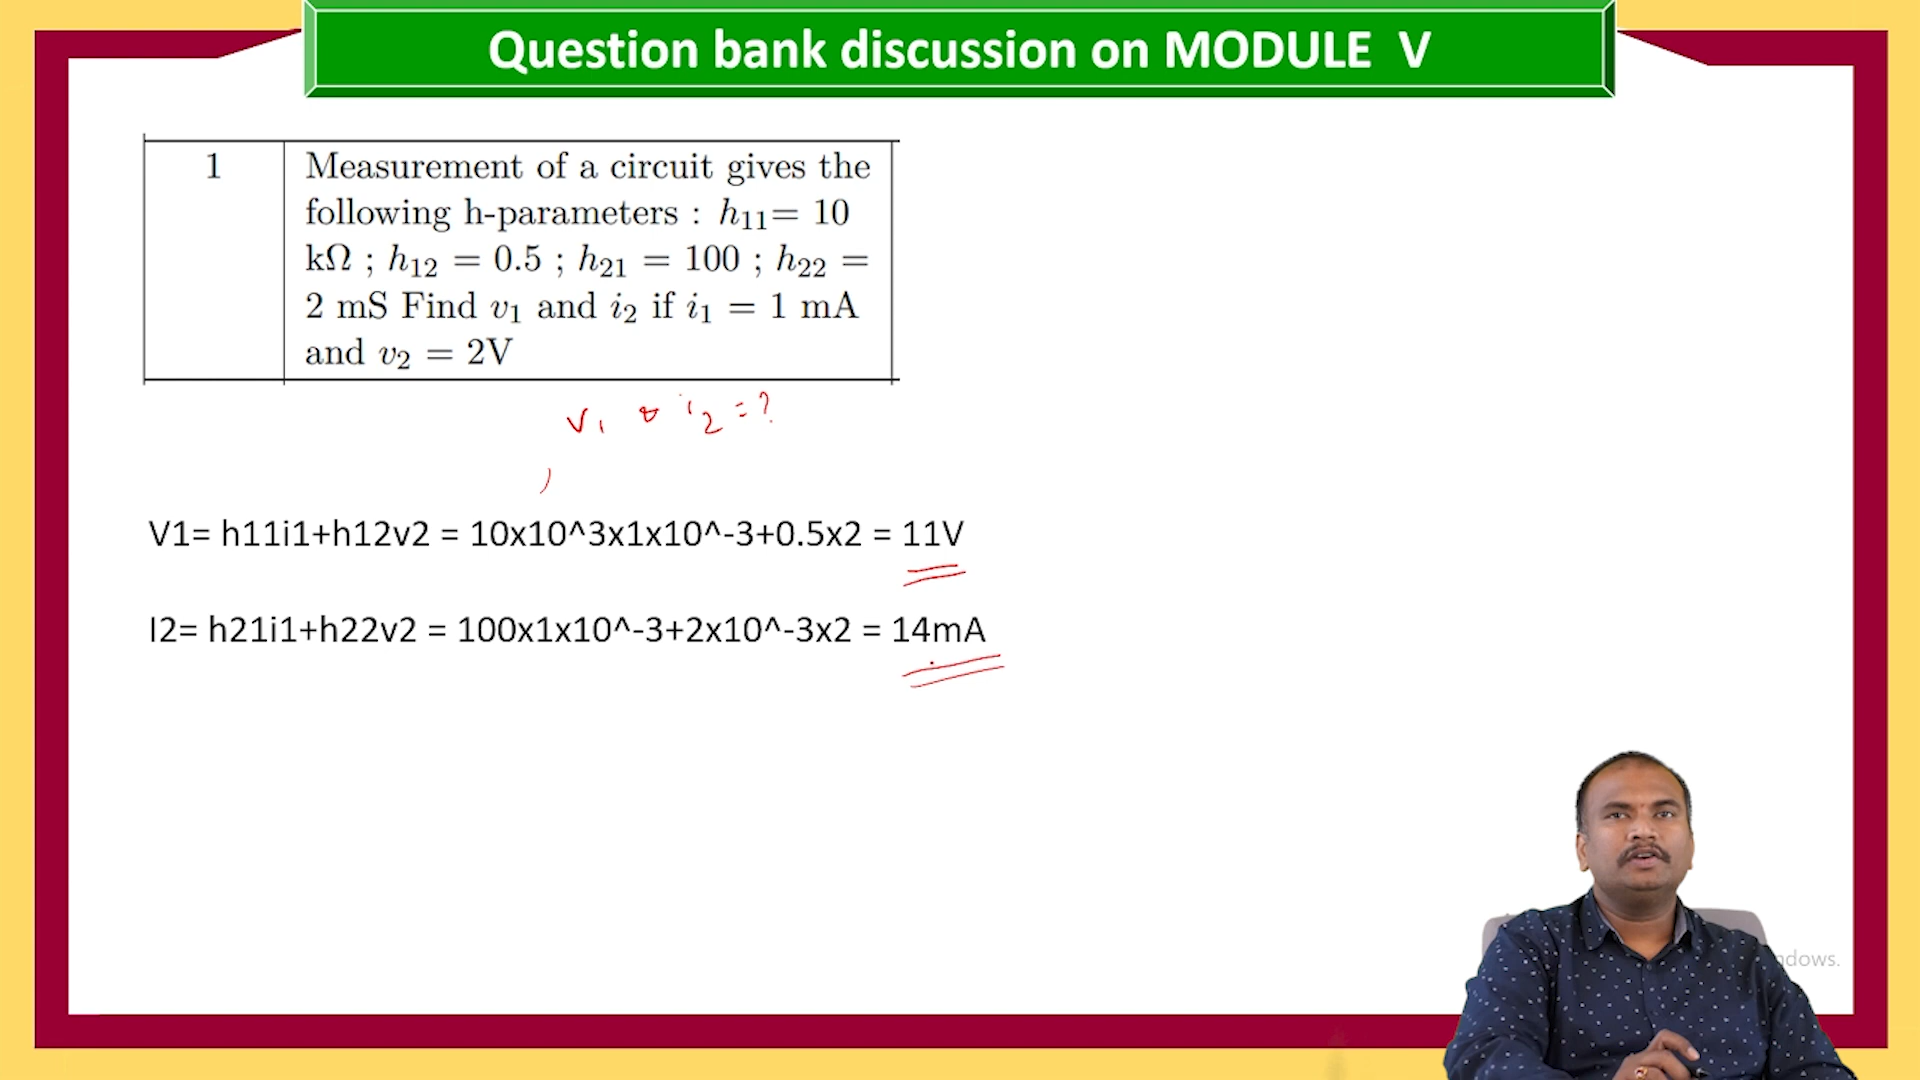 Question bank discussion on MODULE V
1
Measurement of a circuit gives the
following h-parameters : h₁₁= 10
kΩ ; h₁₂ = 0.5 ; h₂₁ = 100 ; h₂₂ =
2 mS Find v₁ and i₂ if i₁ = 1 mA
and v₂ = 2V
v₁ & i₂ = ?
V1= h11i1+h12v2 = 10x10^3x1x10^-3+0.5x2 = 11V
I2= h21i1+h22v2 = 100x1x10^-3+2x10^-3x2 = 14mA
ndows.